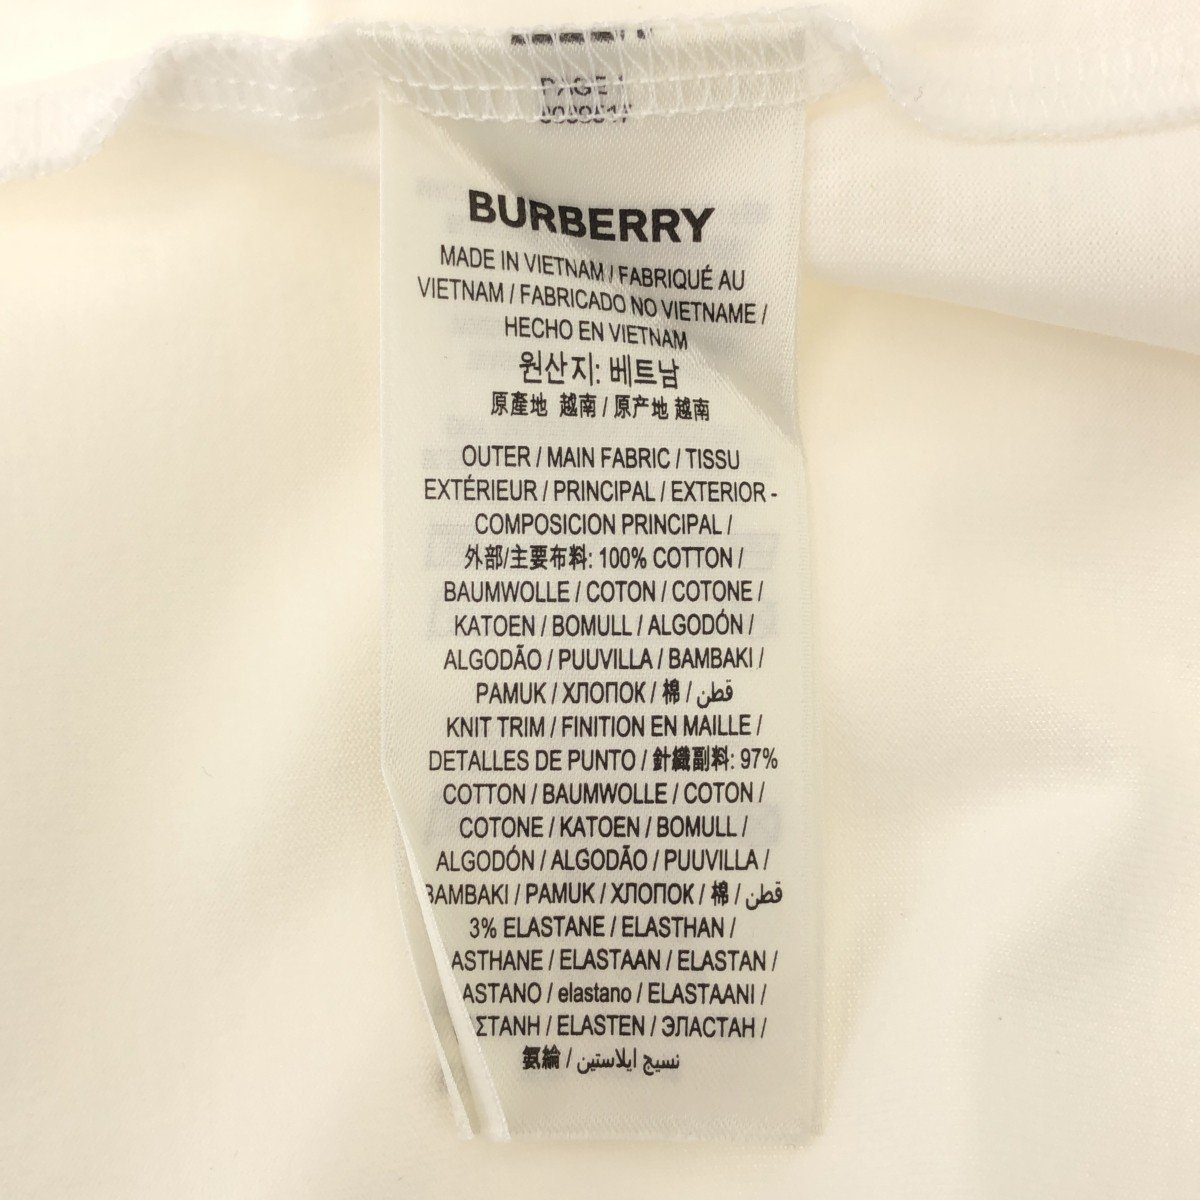 PAGE
BURBERRY
MADE IN VIETNAM / FABRIQUÉ AU
VIETNAM / FABRICADO NO VIETNAME /
HECHO EN VIETNAM
원산지: 베트남
原產地 越南 / 原产地 越南
OUTER / MAIN FABRIC / TISSU
EXTÉRIEUR / PRINCIPAL / EXTERIOR -
COMPOSICION PRINCIPAL /
外部/主要布料: 100% COTTON /
BAUMWOLLE / COTON / COTONE /
KATOEN / BOMULL / ALGODÓN /
ALGODÃO / PUUVILLA / BAMBAKI /
PAMUK / ХЛОПОК / 棉 / قطن
KNIT TRIM / FINITION EN MAILLE /
DETALLES DE PUNTO / 針織副料: 97%
COTTON / BAUMWOLLE / COTON /
COTONE / KATOEN / BOMULL /
ALGODÓN / ALGODÃO / PUUVILLA /
BAMBAKI / PAMUK / ХЛОПОК / 棉 / قطن
3% ELASTANE / ELASTHAN /
ASTHANE / ELASTAAN / ELASTAN /
ASTANO / elastano / ELASTAANI /
ΣΤΑΝΗ / ELASTEN / ЭЛАСТАН /
氨綸 / نسيج ايلاستين